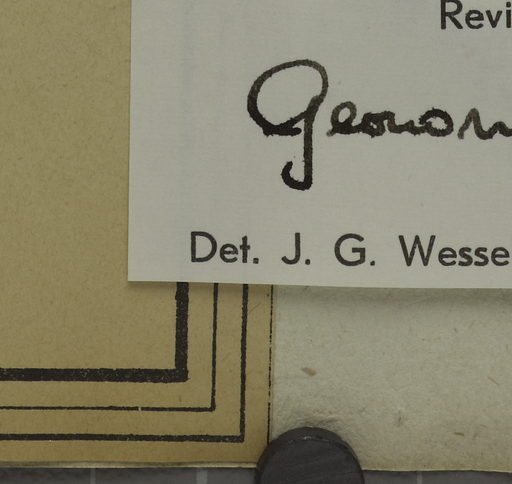 Revi
Geonom
Det. J. G. Wesse